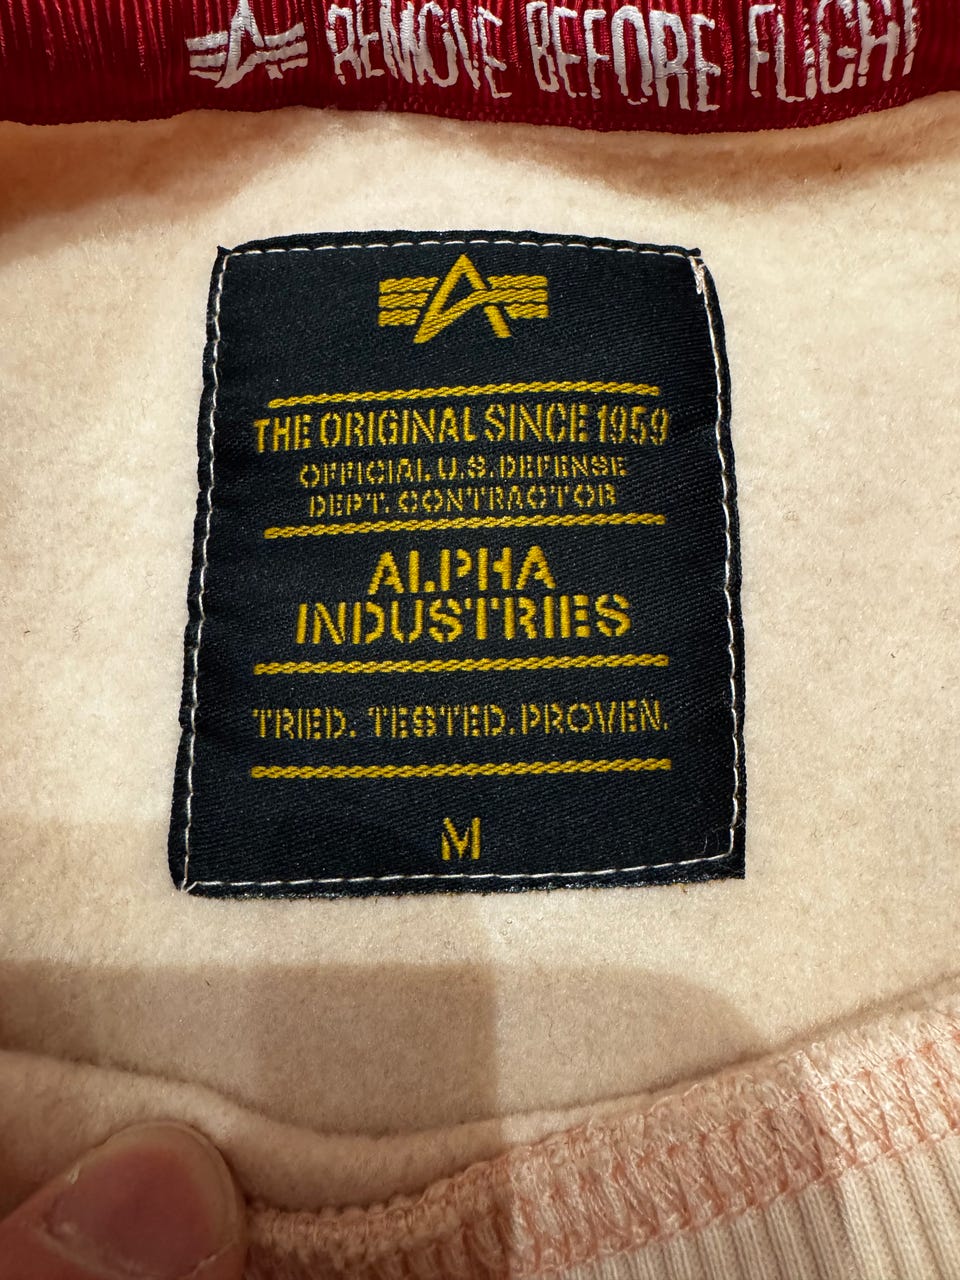 REMOVE BEFORE FLIGHT
THE ORIGINAL SINCE 1959
OFFICIAL U.S. DEFENSE
DEPT. CONTRACTOR
ALPHA
INDUSTRIES
TRIED. TESTED. PROVEN.
M